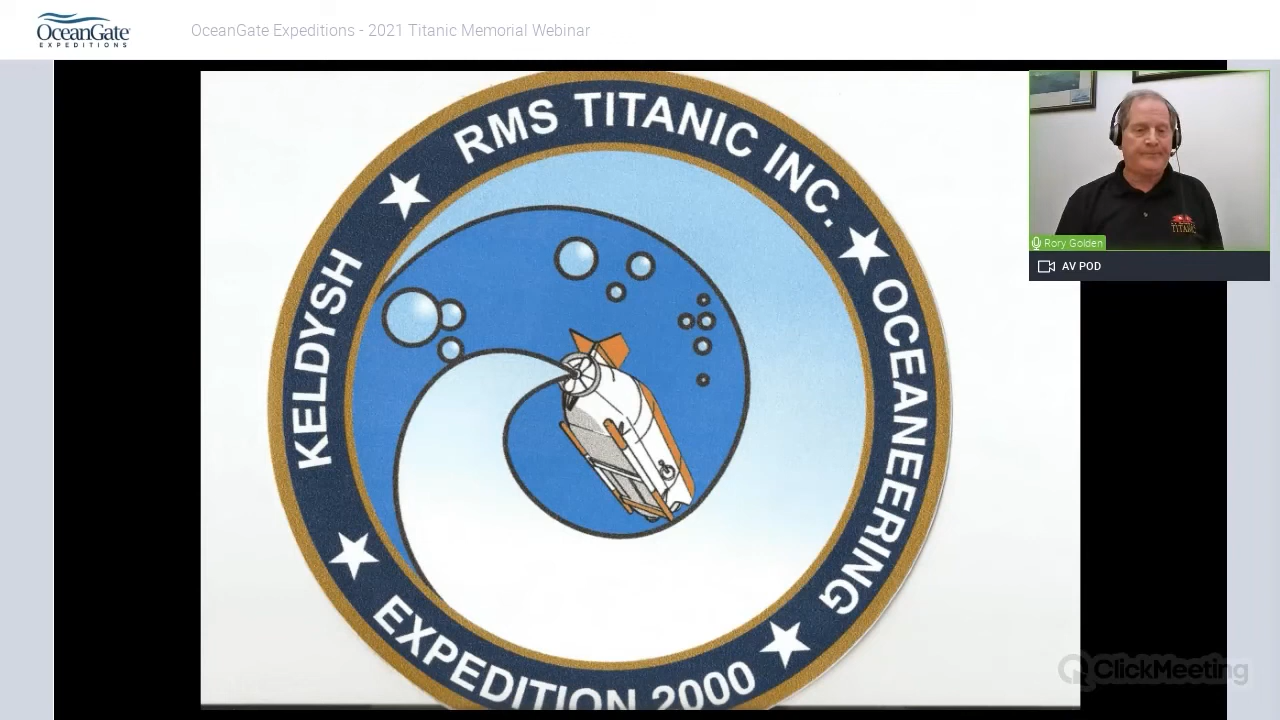 OceanGate
EXPEDITIONS
OceanGate Expeditions - 2021 Titanic Memorial Webinar
KELDYSH
RMS TITANIC INC.
OCEANEERING
EXPEDITION 2000
TITANIC
Rory Golden
AV POD
ClickMeeting